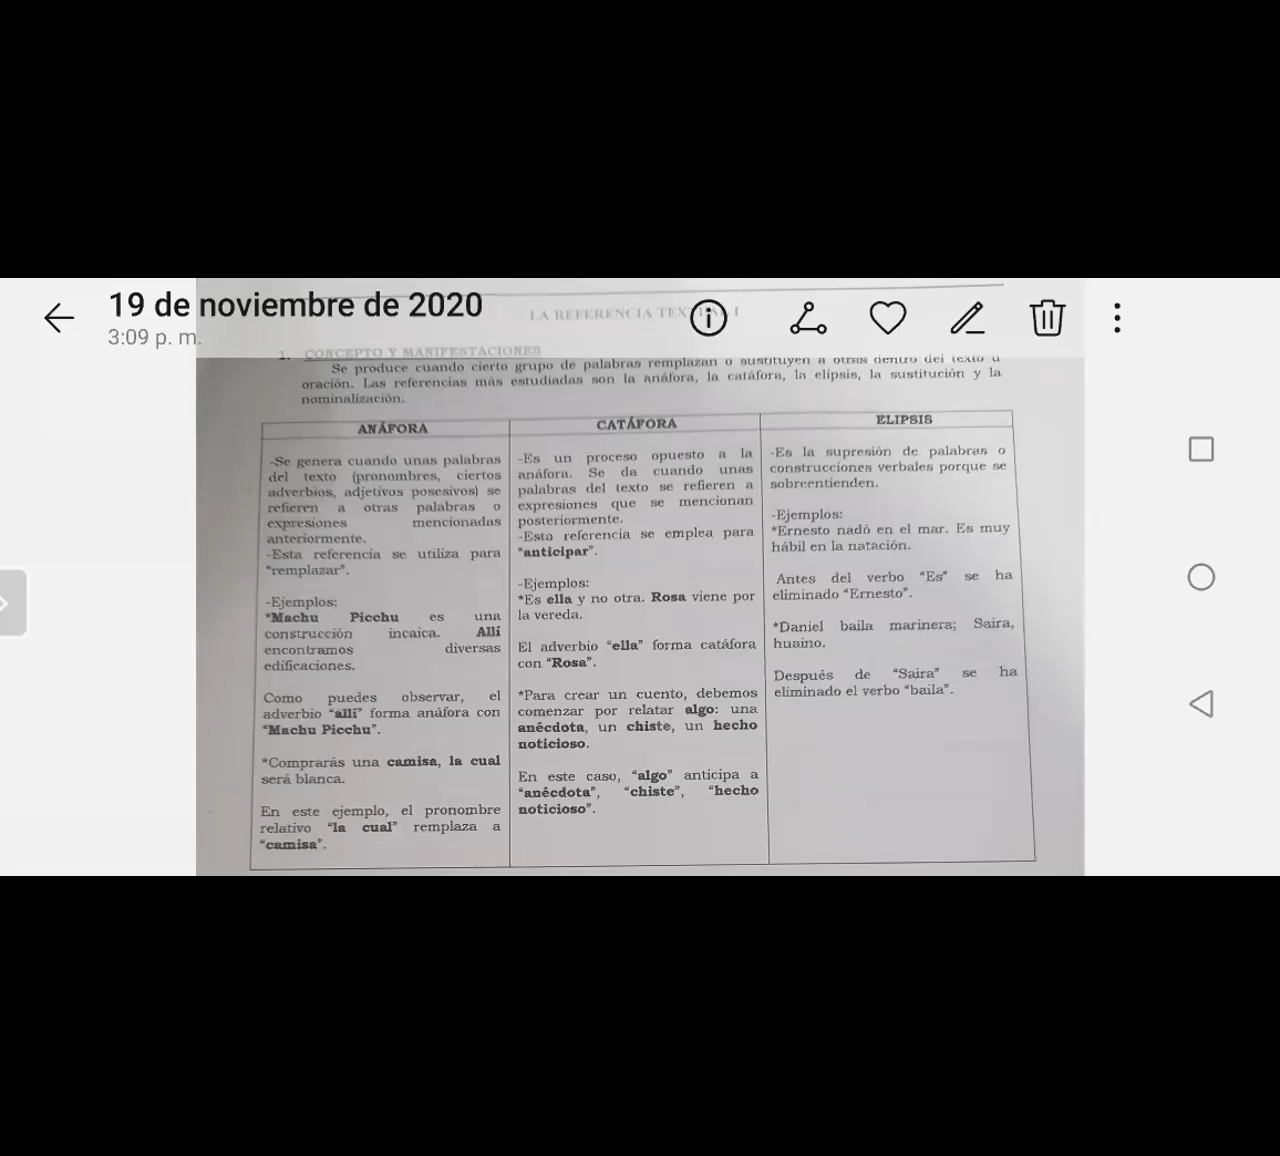 19 de noviembre de 2020
3:09 p. m.
LA REFERENCIA
1. CONCEPTO Y MANIFESTACIONES
Se produce cuando cierto grupo de palabras remplazan o sustituyen a otras dentro del texto u
oración. Las referencias más estudiadas son la anáfora, la catáfora, la elipsis, la sustitución y la
nominalización.
ANÁFORA
-Se genera cuando unas palabras
del texto (pronombres, ciertos
adverbios, adjetivos posesivos) se
refieren a otras palabras o
expresiones mencionadas
anteriormente.
-Esta referencia se utiliza para
"remplazar".
-Ejemplos:
*Machu Picchu es una
construcción incaica. Allí
encontramos diversas
edificaciones.
Como puedes observar, el
adverbio "allí" forma anáfora con
"Machu Picchu".
*Comprarás una camisa, la cual
será blanca.
En este ejemplo, el pronombre
relativo "la cual" remplaza a
"camisa".
CATÁFORA
-Es un proceso opuesto a la
anáfora. Se da cuando unas
palabras del texto se refieren a
expresiones que se mencionan
posteriormente.
-Esta referencia se emplea para
"anticipar".
-Ejemplos:
*Es ella y no otra. Rosa viene por
la vereda.
El adverbio "ella" forma catáfora
con "Rosa".
*Para crear un cuento, debemos
comenzar por relatar algo: una
anécdota, un chiste, un hecho
noticioso.
En este caso, "algo" anticipa a
"anécdota", "chiste", "hecho
noticioso".
ELIPSIS
-Es la supresión de palabras o
construcciones verbales porque se
sobreentienden.
-Ejemplos:
*Ernesto nadó en el mar. Es muy
hábil en la natación.
Antes del verbo "Es" se ha
eliminado "Ernesto".
*Daniel baila marinera; Saira,
huaino.
Después de "Saira" se ha
eliminado el verbo "baila".